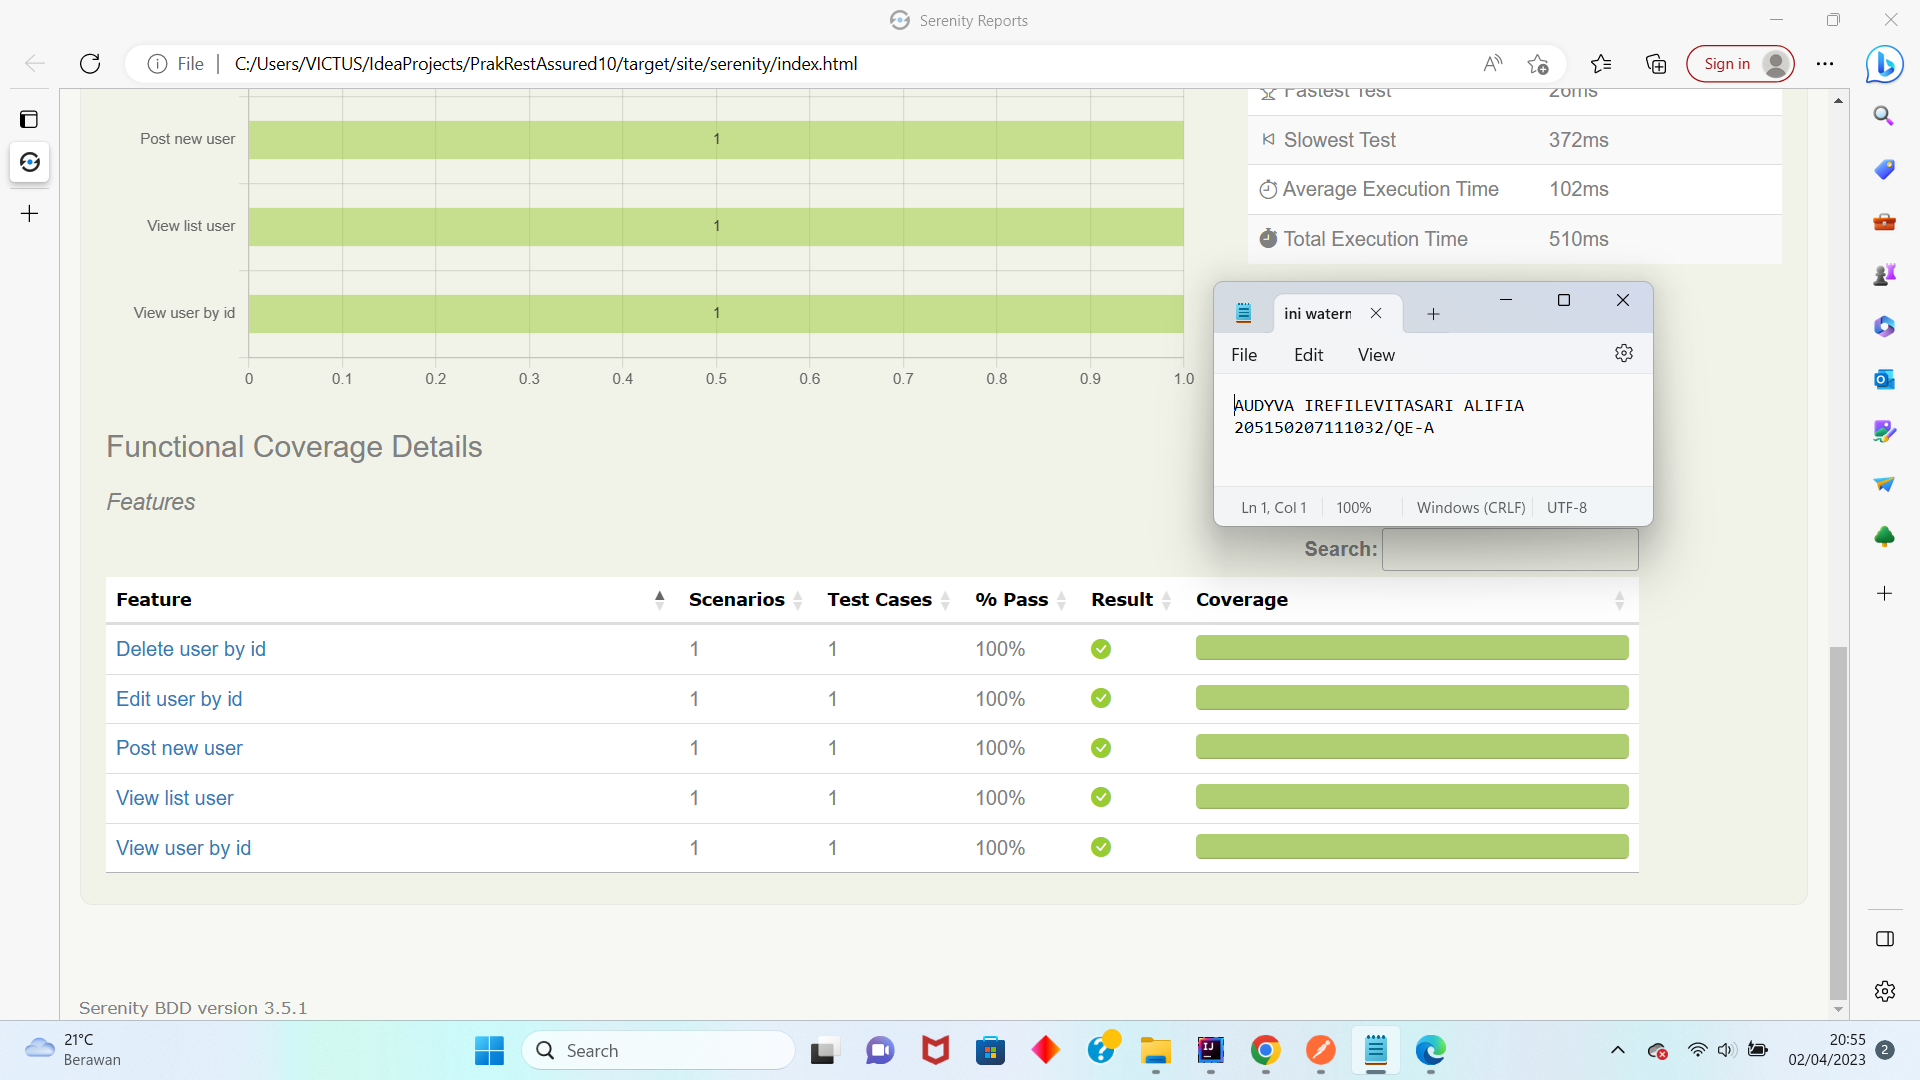 Serenity Reports
File
C:/Users/VICTUS/IdeaProjects/PrakRestAssured10/target/site/serenity/index.html
Sign in
Fastest Test 26ms
Post new user 1
Slowest Test 372ms
Average Execution Time 102ms
View list user 1
Total Execution Time 510ms
View user by id 1
0 0.1 0.2 0.3 0.4 0.5 0.6 0.7 0.8 0.9 1.0
ini watern
File Edit View
AUDYVA IREFILEVITASARI ALIFIA
205150207111032/QE-A
Ln 1, Col 1 100% Windows (CRLF) UTF-8
Functional Coverage Details
Features
Search:
Feature Scenarios Test Cases % Pass Result Coverage
Delete user by id 1 1 100%
Edit user by id 1 1 100%
Post new user 1 1 100%
View list user 1 1 100%
View user by id 1 1 100%
Serenity BDD version 3.5.1
21°C
Berawan
Search
20:55
02/04/2023
2